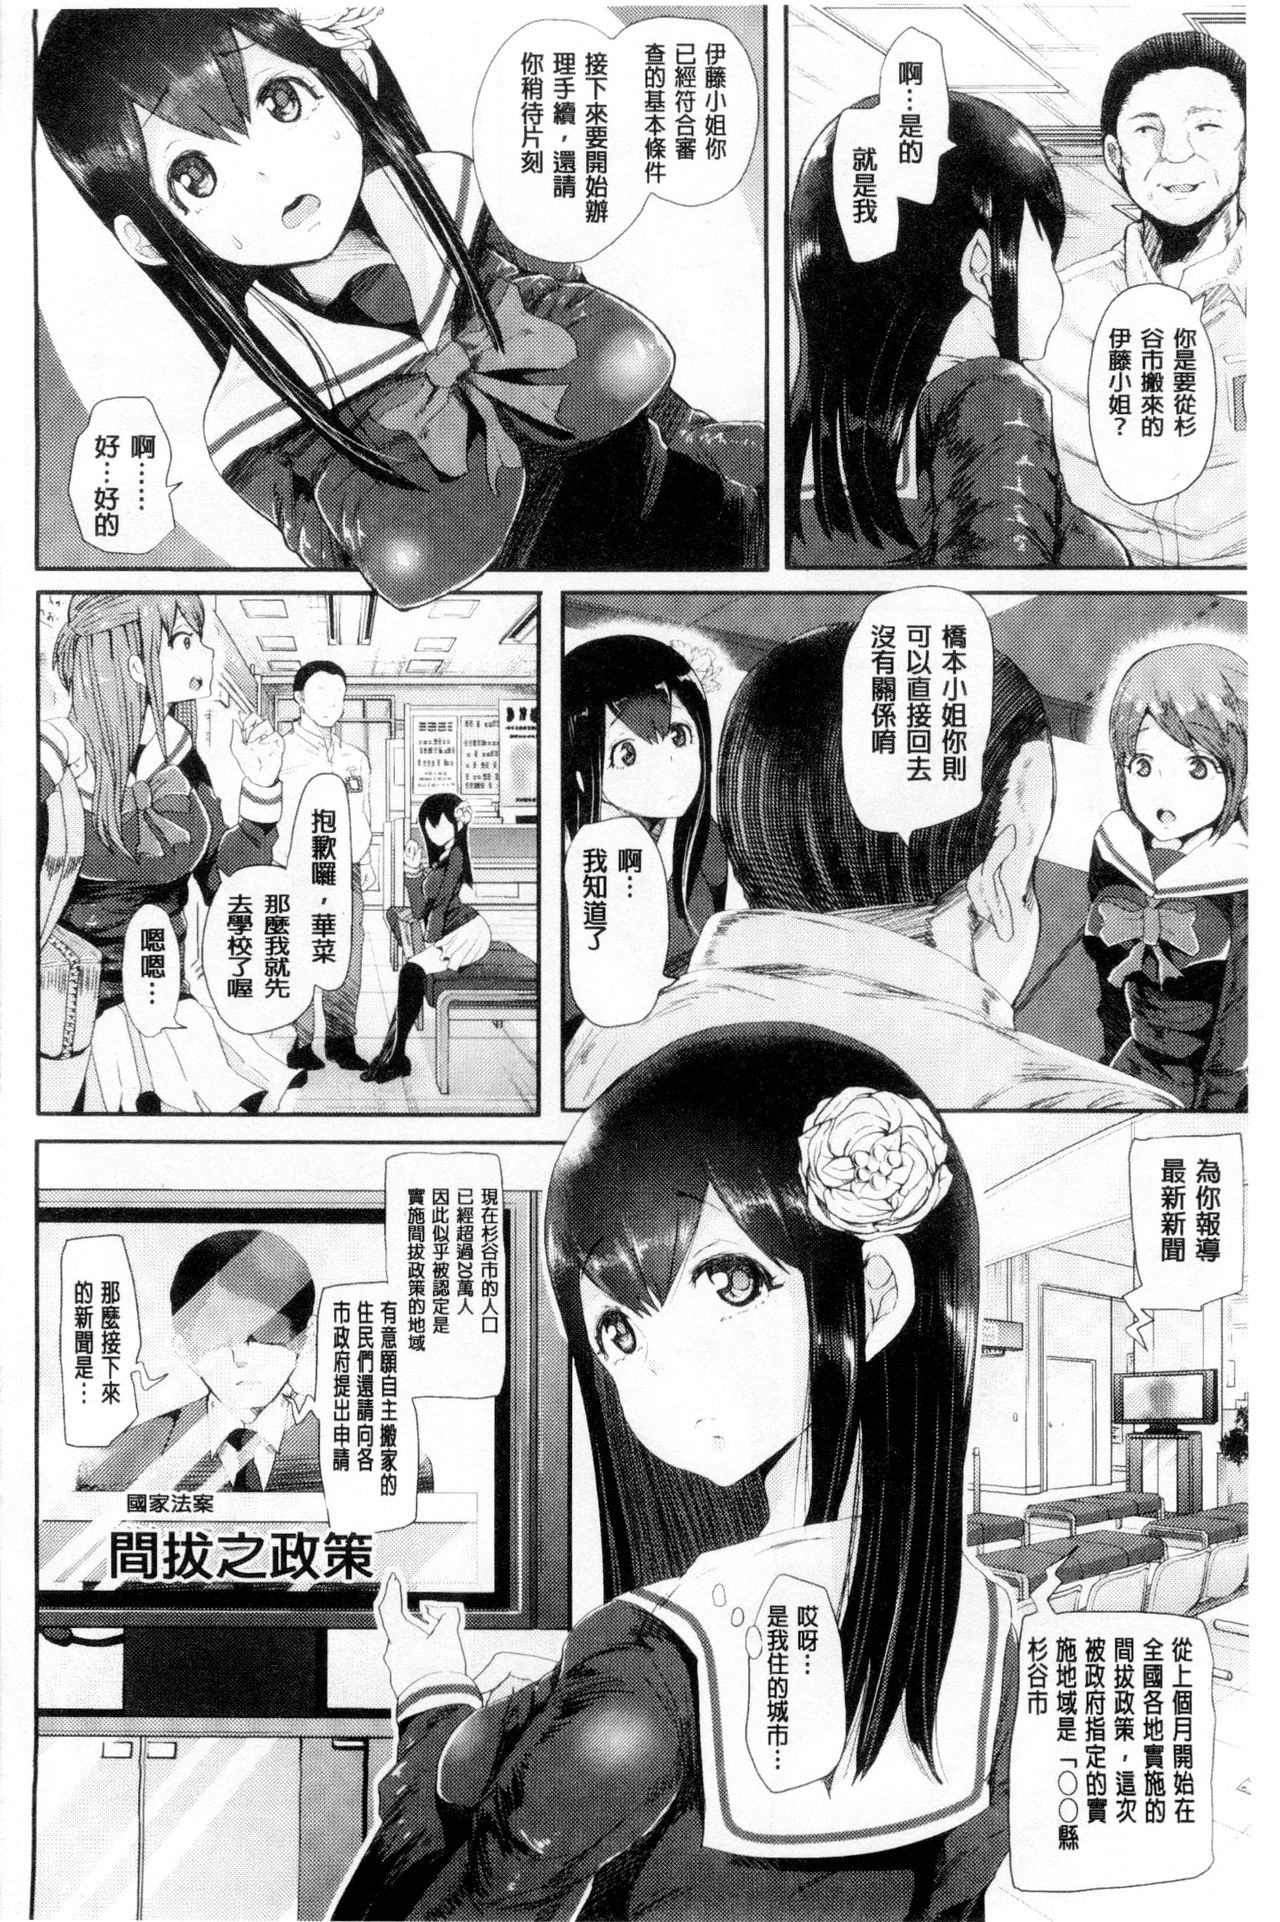 你是要從杉
谷市搬來的
伊藤小姐？
啊…是的
就是我
伊藤小姐你
已經符合審
查的基本條件
接下來要開始辦
理手續，還請
你稍待片刻
啊……
好…好的
橋本小姐你則
可以直接回去
沒有關係唷
啊…
我知道了
抱歉囉，華菜
那麼我就先
去學校了喔
嗯嗯…
為你報導
最新新聞
從上個月開始在
全國各地實施的
間拔政策，這次
被政府指定的實
施地域是「○○縣
杉谷市
哎呀…
是我住的城市…
現在杉谷市的人口
已經超過20萬人
因此似乎被認定是
實施間拔政策的地域
有意願自主搬家的
住民們還請向各
市政府提出申請
那麼接下來
的新聞是…
國家法案
間拔之政策